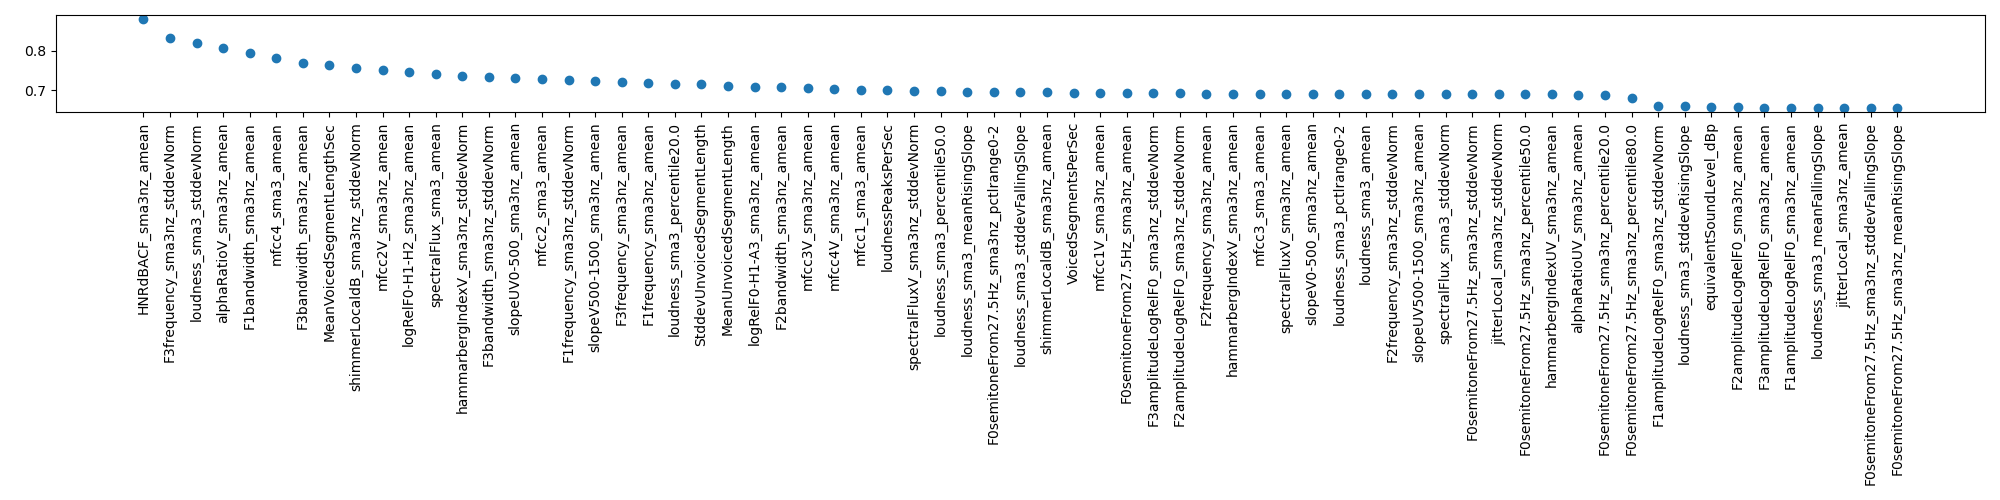 0.8
0.7
HNRdBACF_sma3nz_amean
F3frequency_sma3nz_stddevNorm
loudness_sma3_stddevNorm
alphaRatioV_sma3nz_amean
F1bandwidth_sma3nz_amean
mfcc4_sma3_amean
F3bandwidth_sma3nz_amean
MeanVoicedSegmentLengthSec
shimmerLocaldB_sma3nz_stddevNorm
mfcc2V_sma3nz_amean
logRelF0-H1-H2_sma3nz_amean
spectralFlux_sma3_amean
hammarbergIndexV_sma3nz_stddevNorm
F3bandwidth_sma3nz_stddevNorm
slopeUV0-500_sma3nz_amean
mfcc2_sma3_amean
F1frequency_sma3nz_stddevNorm
slopeV500-1500_sma3nz_amean
F3frequency_sma3nz_amean
F1frequency_sma3nz_amean
loudness_sma3_percentile20.0
StddevUnvoicedSegmentLength
MeanUnvoicedSegmentLength
logRelF0-H1-A3_sma3nz_amean
F2bandwidth_sma3nz_amean
mfcc3V_sma3nz_amean
mfcc4V_sma3nz_amean
mfcc1_sma3_amean
loudnessPeaksPerSec
spectralFluxV_sma3nz_stddevNorm
loudness_sma3_percentile50.0
loudness_sma3_meanRisingSlope
F0semitoneFrom27.5Hz_sma3nz_pctlrange0-2
loudness_sma3_stddevFallingSlope
shimmerLocaldB_sma3nz_amean
VoicedSegmentsPerSec
mfcc1V_sma3nz_amean
F0semitoneFrom27.5Hz_sma3nz_amean
F3amplitudeLogRelF0_sma3nz_stddevNorm
F2amplitudeLogRelF0_sma3nz_stddevNorm
F2frequency_sma3nz_amean
hammarbergIndexV_sma3nz_amean
mfcc3_sma3_amean
spectralFluxV_sma3nz_amean
slopeV0-500_sma3nz_amean
loudness_sma3_pctlrange0-2
loudness_sma3_amean
F2frequency_sma3nz_stddevNorm
slopeUV500-1500_sma3nz_amean
spectralFlux_sma3_stddevNorm
F0semitoneFrom27.5Hz_sma3nz_stddevNorm
jitterLocal_sma3nz_stddevNorm
F0semitoneFrom27.5Hz_sma3nz_percentile50.0
hammarbergIndexUV_sma3nz_amean
alphaRatioUV_sma3nz_amean
F0semitoneFrom27.5Hz_sma3nz_percentile20.0
F0semitoneFrom27.5Hz_sma3nz_percentile80.0
F1amplitudeLogRelF0_sma3nz_stddevNorm
loudness_sma3_stddevRisingSlope
equivalentSoundLevel_dBp
F2amplitudeLogRelF0_sma3nz_amean
F3amplitudeLogRelF0_sma3nz_amean
F1amplitudeLogRelF0_sma3nz_amean
loudness_sma3_meanFallingSlope
jitterLocal_sma3nz_amean
F0semitoneFrom27.5Hz_sma3nz_stddevFallingSlope
F0semitoneFrom27.5Hz_sma3nz_meanRisingSlope